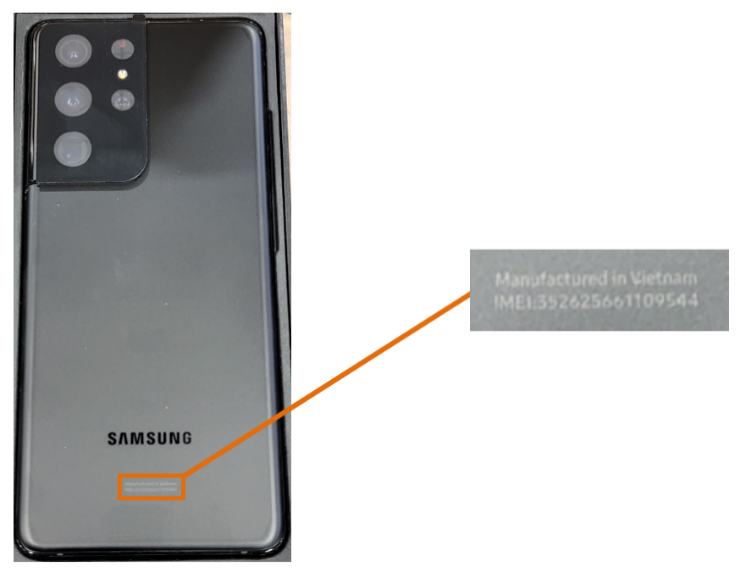 SAMSUNG
Manufactured in Vietnam
IMEI:352625661109544